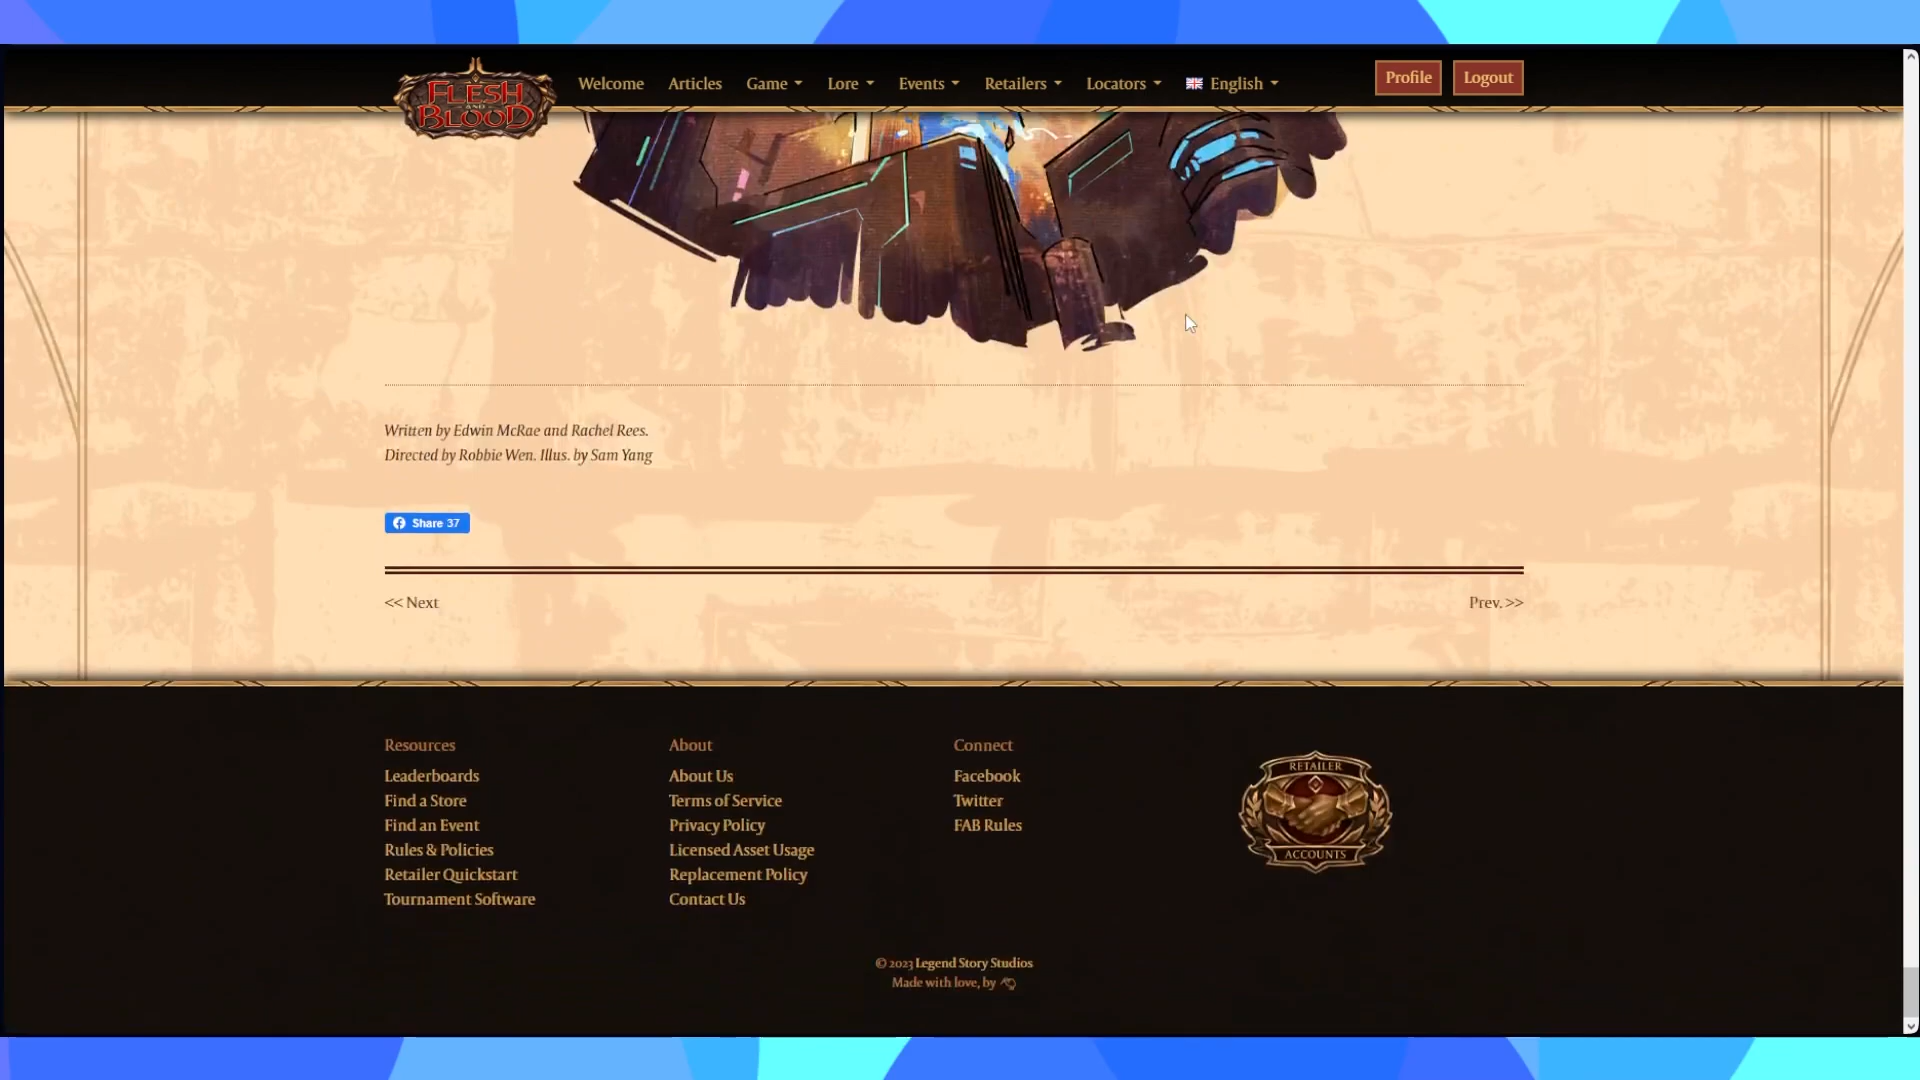 FLESH
AND
BLOOD
Welcome
Articles
Game
Lore
Events
Retailers
Locators
English
Profile
Logout
Written by Edwin McRae and Rachel Rees.
Directed by Robbie Wen. Illus. by Sam Yang
Share 37
<< Next
Prev. >>
Resources
Leaderboards
Find a Store
Find an Event
Rules & Policies
Retailer Quickstart
Tournament Software
About
About Us
Terms of Service
Privacy Policy
Licensed Asset Usage
Replacement Policy
Contact Us
Connect
Facebook
Twitter
FAB Rules
RETAILER
ACCOUNTS
© 2023 Legend Story Studios
Made with love, by